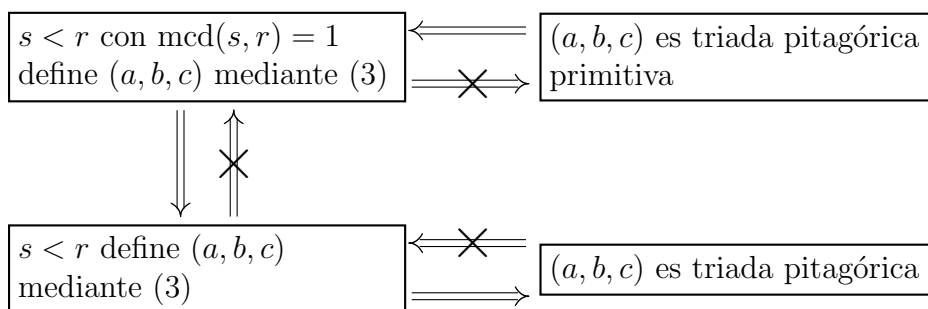 s < r con mcd(s, r) = 1
define (a, b, c) mediante (3)
(a, b, c) es triada pitagórica
primitiva
s < r define (a, b, c)
mediante (3)
(a, b, c) es triada pitagórica